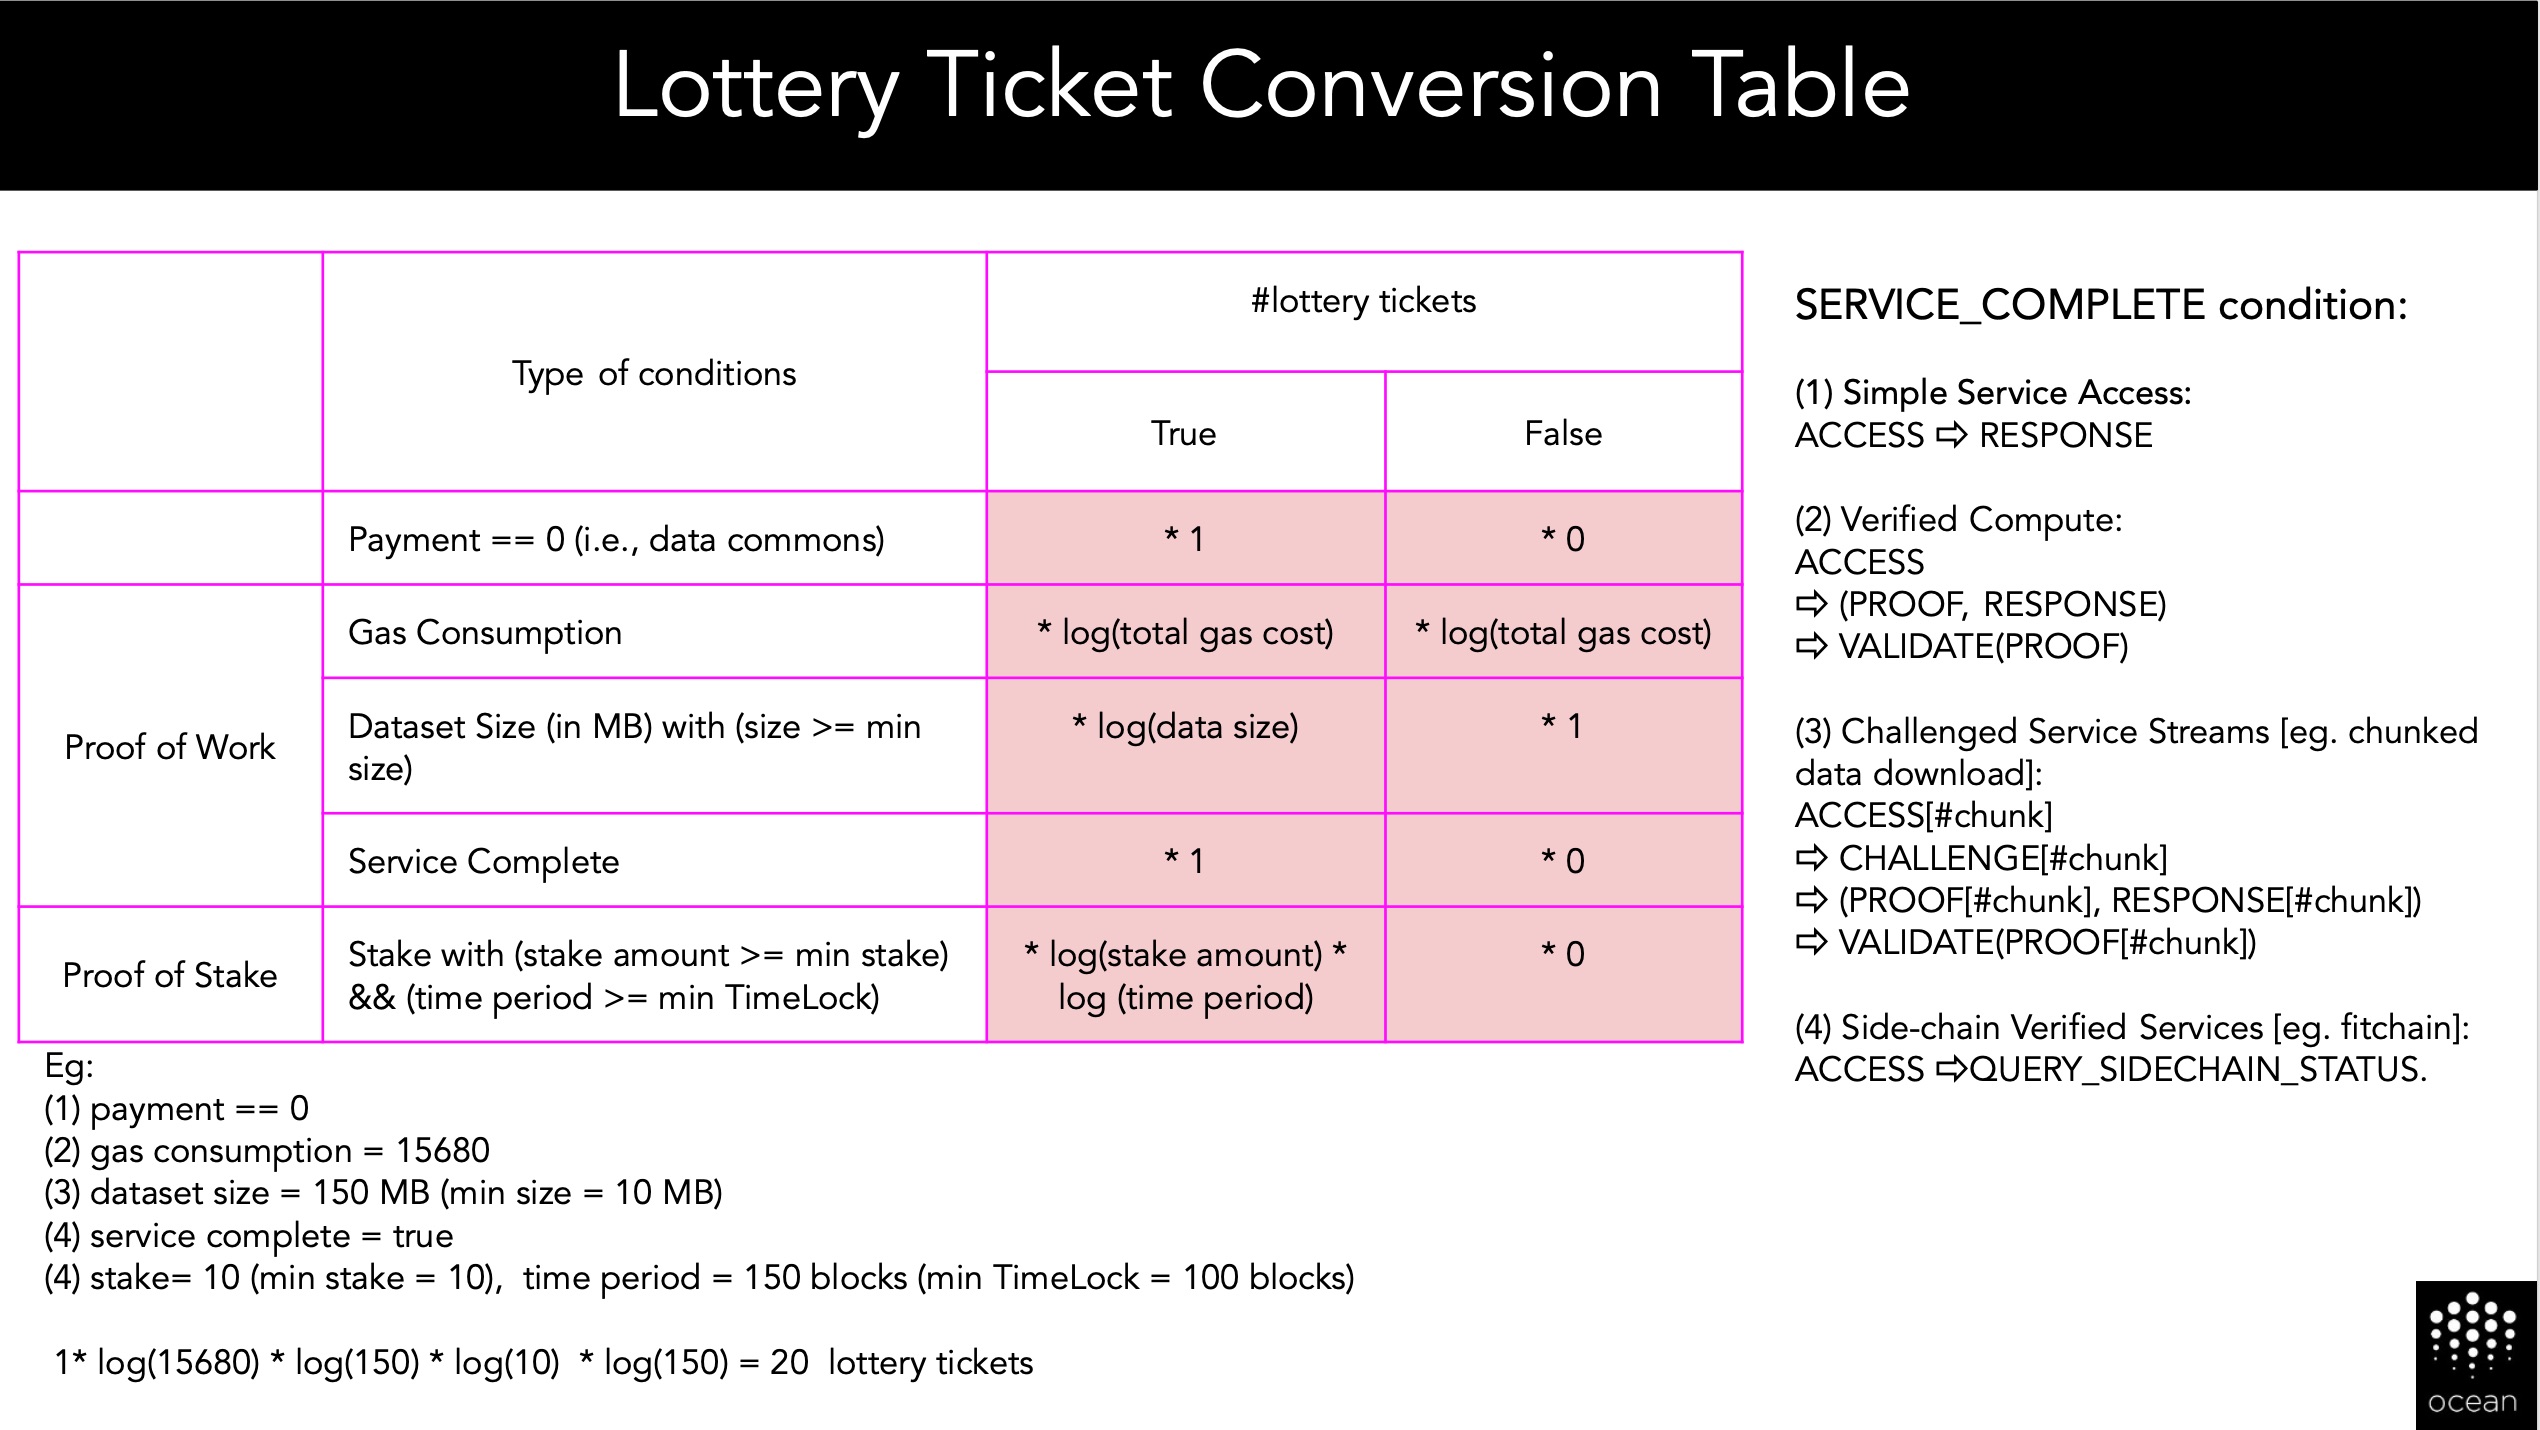 Lottery Ticket Conversion Table
Type of conditions
#lottery tickets
True
False
Payment == 0 (i.e., data commons)
* 1
* 0
Proof of Work
Gas Consumption
* log(total gas cost)
* log(total gas cost)
Dataset Size (in MB) with (size >= min
size)
* log(data size)
* 1
Service Complete
* 1
* 0
Proof of Stake
Stake with (stake amount >= min stake)
&& (time period >= min TimeLock)
* log(stake amount) *
log (time period)
* 0
Eg:
(1) payment == 0
(2) gas consumption = 15680
(3) dataset size = 150 MB (min size = 10 MB)
(4) service complete = true
(4) stake= 10 (min stake = 10), time period = 150 blocks (min TimeLock = 100 blocks)
1* log(15680) * log(150) * log(10) * log(150) = 20 lottery tickets
SERVICE_COMPLETE condition:
(1) Simple Service Access:
ACCESS ⇨ RESPONSE
(2) Verified Compute:
ACCESS
⇨ (PROOF, RESPONSE)
⇨ VALIDATE(PROOF)
(3) Challenged Service Streams [eg. chunked
data download]:
ACCESS[#chunk]
⇨ CHALLENGE[#chunk]
⇨ (PROOF[#chunk], RESPONSE[#chunk])
⇨ VALIDATE(PROOF[#chunk])
(4) Side-chain Verified Services [eg. fitchain]:
ACCESS ⇨QUERY_SIDECHAIN_STATUS.
ocean